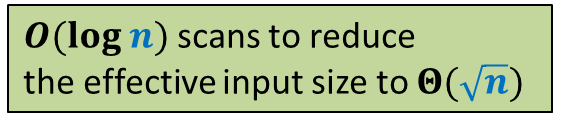 O(log n) scans to reduce
the effective input size to Θ(√n)